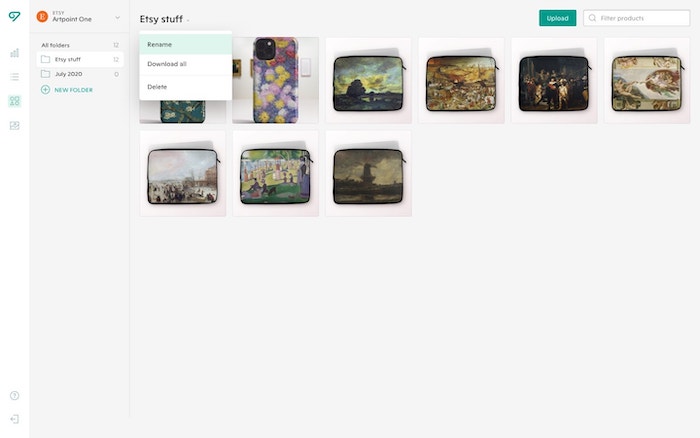 ETSY
Artpoint One
All folders 12
Etsy stuff 12
July 2020 0
NEW FOLDER
Etsy stuff
Upload
Filter products
Rename
Download all
Delete